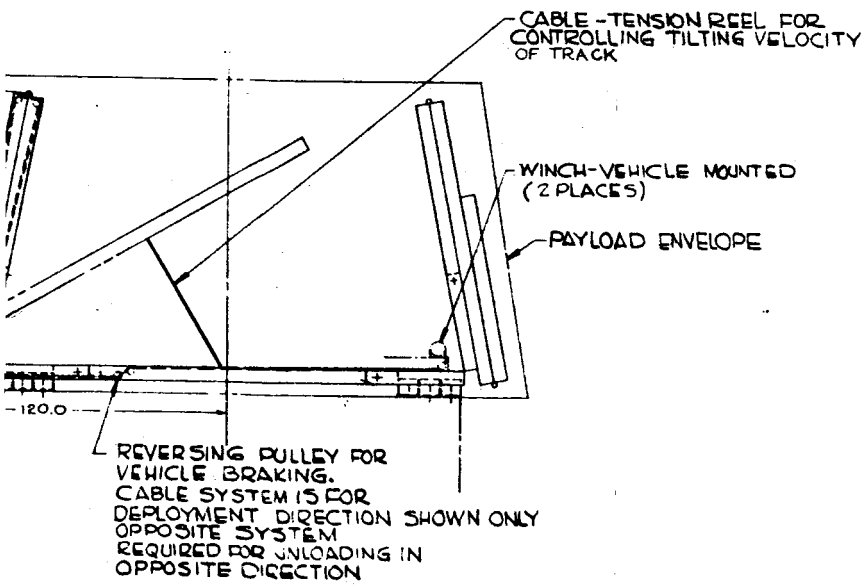 CABLE-TENSION REEL FOR
CONTROLLING TILTING VELOCITY
OF TRACK
WINCH-VEHICLE MOUNTED
(2 PLACES)
PAYLOAD ENVELOPE
120.0
REVERSING PULLEY FOR
VEHICLE BRAKING.
CABLE SYSTEM IS FOR
DEPLOYMENT DIRECTION SHOWN ONLY
OPPOSITE SYSTEM
REQUIRED FOR UNLOADING IN
OPPOSITE DIRECTION